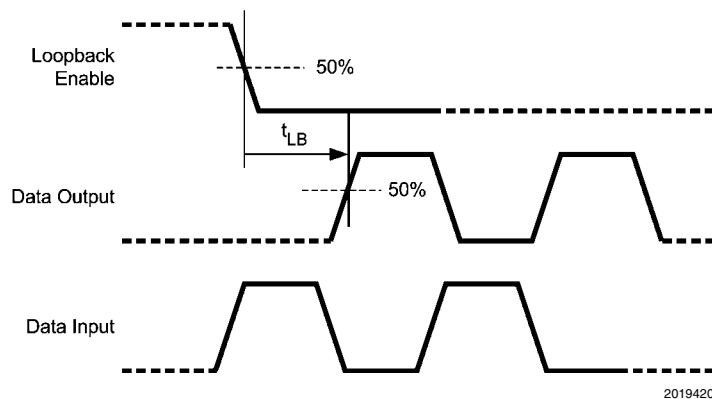 Loopback
Enable
50%
tLB
Data Output
50%
Data Input
2019420